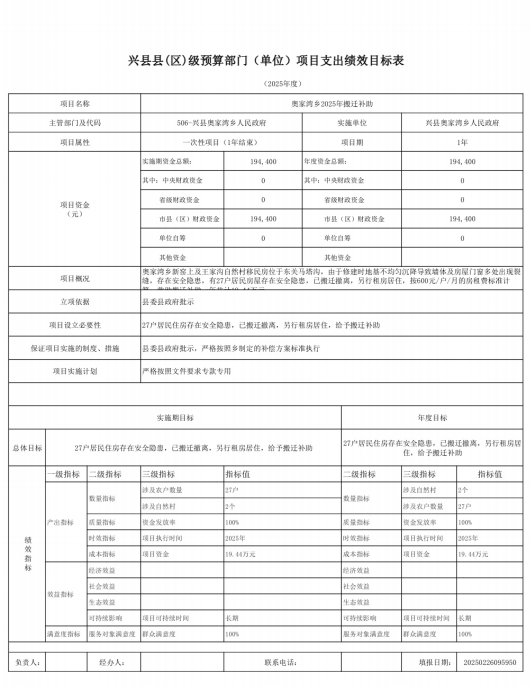 兴县县(区)级预算部门（单位）项目支出绩效目标表
（2025年度）
项目名称 奥家湾乡2025年搬迁补助
主管部门及代码 506-兴县奥家湾乡人民政府 实施单位 兴县奥家湾乡人民政府
项目属性 一次性项目（1年结束） 项目期 1年
项目资金（元） 实施期资金总额： 194,400 年度资金总额： 194,400
其中：中央财政资金 0 其中：中央财政资金 0
省级财政资金 0 省级财政资金 0
市县（区）财政资金 194,400 市县（区）财政资金 194,400
单位自筹 0 单位自筹 0
其他资金 其他资金
项目概况
奥家湾乡新窑上及王家沟自然村移民房位于东关马塔沟，由于修建时地基不均匀沉降导致墙体及房屋门窗多处出现裂
缝，存在安全隐患，有27户居民房屋存在安全隐患，已搬迁撤离，另行租房居住，按600元/户/月的房租费标准计
立项依据 县委县政府批示
项目设立必要性 27户居民住房存在安全隐患，已搬迁撤离，另行租房居住，给予搬迁补助
保证项目实施的制度、措施 县委县政府批示，严格按照乡制定的补偿方案标准执行
项目实施计划 严格按照文件要求专款专用
实施期目标 年度目标
总体目标 27户居民住房存在安全隐患，已搬迁撤离，另行租房居住，给予搬迁补助 27户居民住房存在安全隐患，已搬迁撤离，另行租房居
住，给予搬迁补助
绩效指标
一级指标 二级指标 三级指标 指标值 二级指标 三级指标 指标值
产出指标 数量指标 涉及农户数量 27户 数量指标 涉及自然村 2个
涉及自然村 2个 涉及农户数量 27户
质量指标 资金发放率 100% 质量指标 资金发放率 100%
时效指标 项目执行时间 2025年 时效指标 项目执行时间 2025年
成本指标 项目资金 19.44万元 成本指标 项目资金 19.44万元
效益指标 经济效益 经济效益
社会效益 社会效益
生态效益 生态效益
可持续影响 项目可持续时间 长期 可持续影响 项目可持续时间 长期
满意度指标 服务对象满意度 群众满意度 100% 服务对象满意度 群众满意度 100%
负责人： 经办人： 联系电话： 填报日期： 20250226095950